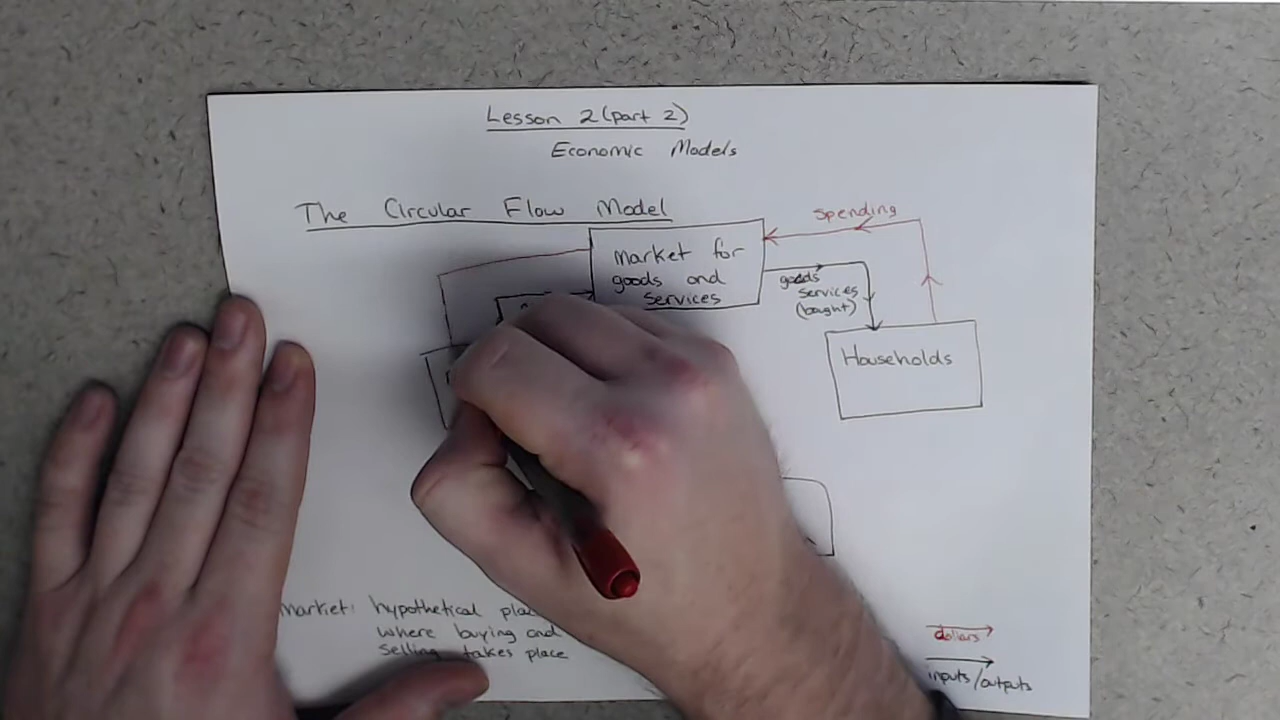 Lesson 2 (part 2)
Economic Models
The Circular Flow Model
spending
market for
goods and
services
goods
services
(bought)
Households
Market: hypothetical
where buying and
selling takes place
dollars
inputs/outputs